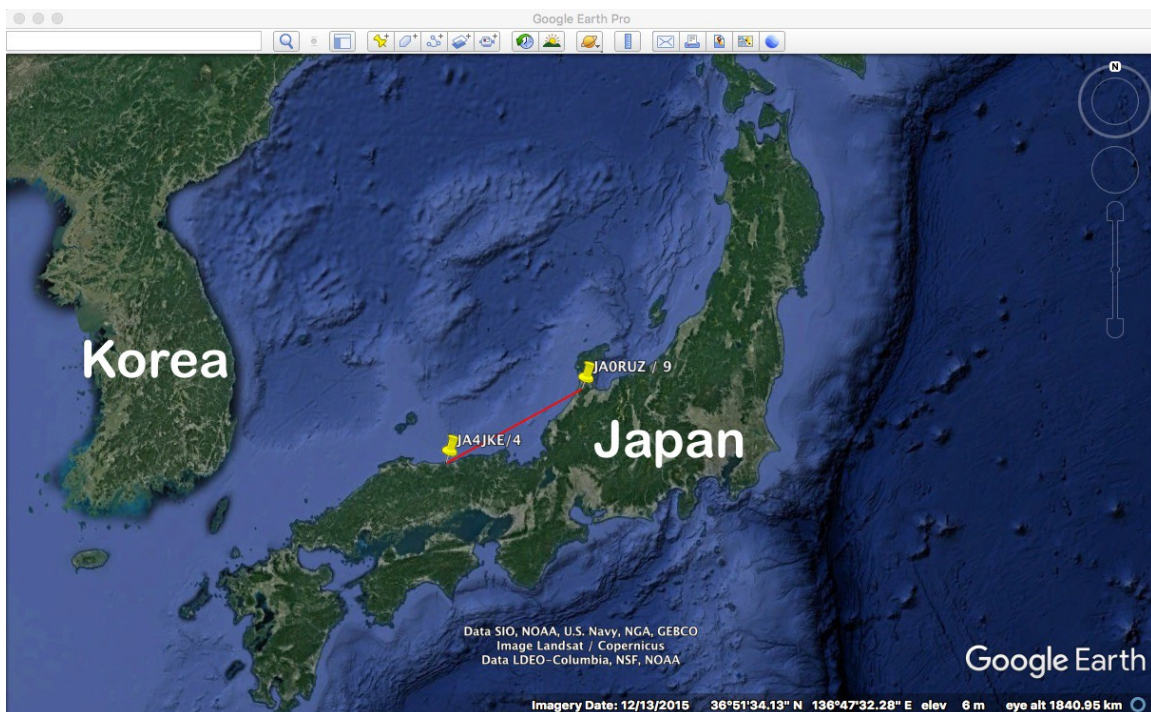 Google Earth Pro
N
JA0RUZ / 9
Korea
JA4JKE/4
Japan
Data SIO, NOAA, U.S. Navy, NGA, GEBCO
Image Landsat / Copernicus
Data LDEO-Columbia, NSF, NOAA
Google Earth
Imagery Date: 12/13/2015 36°51'34.13" N 136°47'32.28" E elev 6 m eye alt 1840.95 km